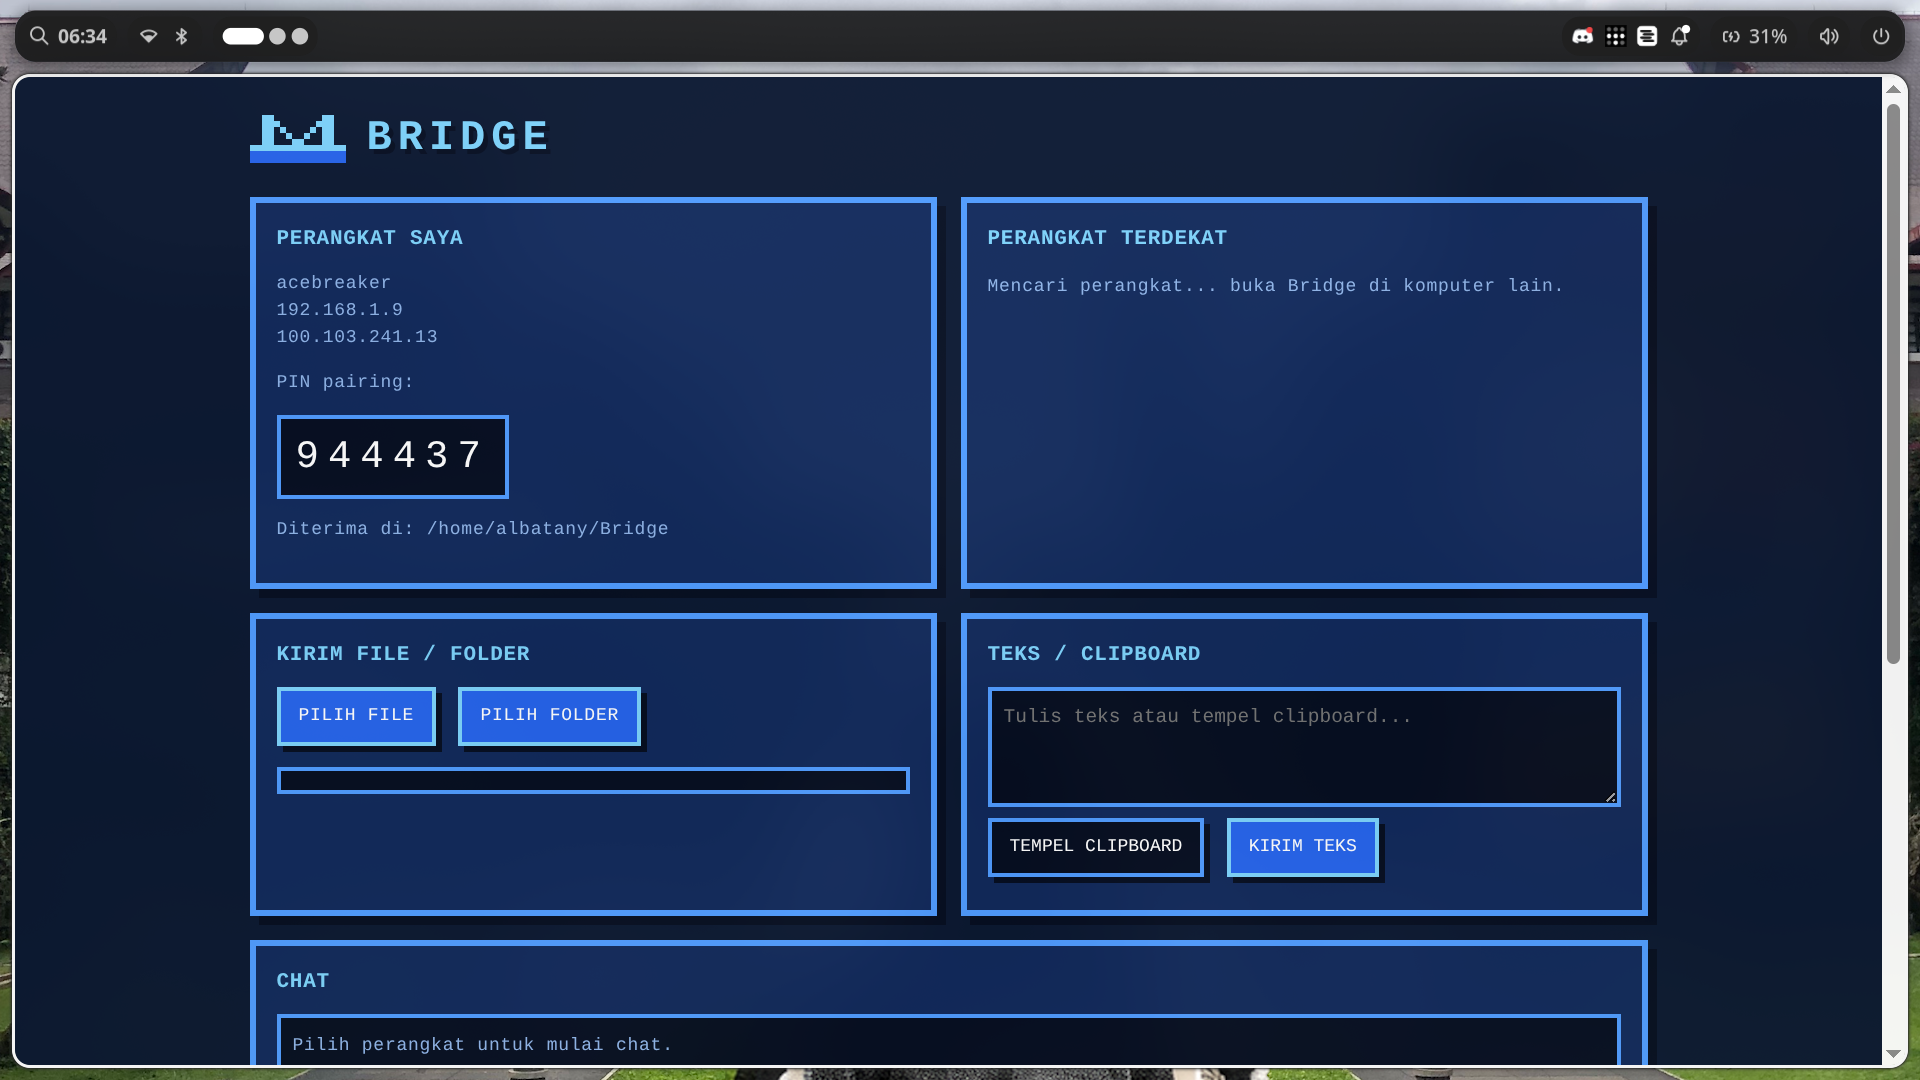 06:34
31%
BRIDGE
PERANGKAT SAYA
acebreaker
192.168.1.9
100.103.241.13
PIN pairing:
944437
Diterima di: /home/albatany/Bridge
PERANGKAT TERDEKAT
Mencari perangkat... buka Bridge di komputer lain.
KIRIM FILE / FOLDER
PILIH FILE
PILIH FOLDER
TEKS / CLIPBOARD
Tulis teks atau tempel clipboard...
TEMPEL CLIPBOARD
KIRIM TEKS
CHAT
Pilih perangkat untuk mulai chat.